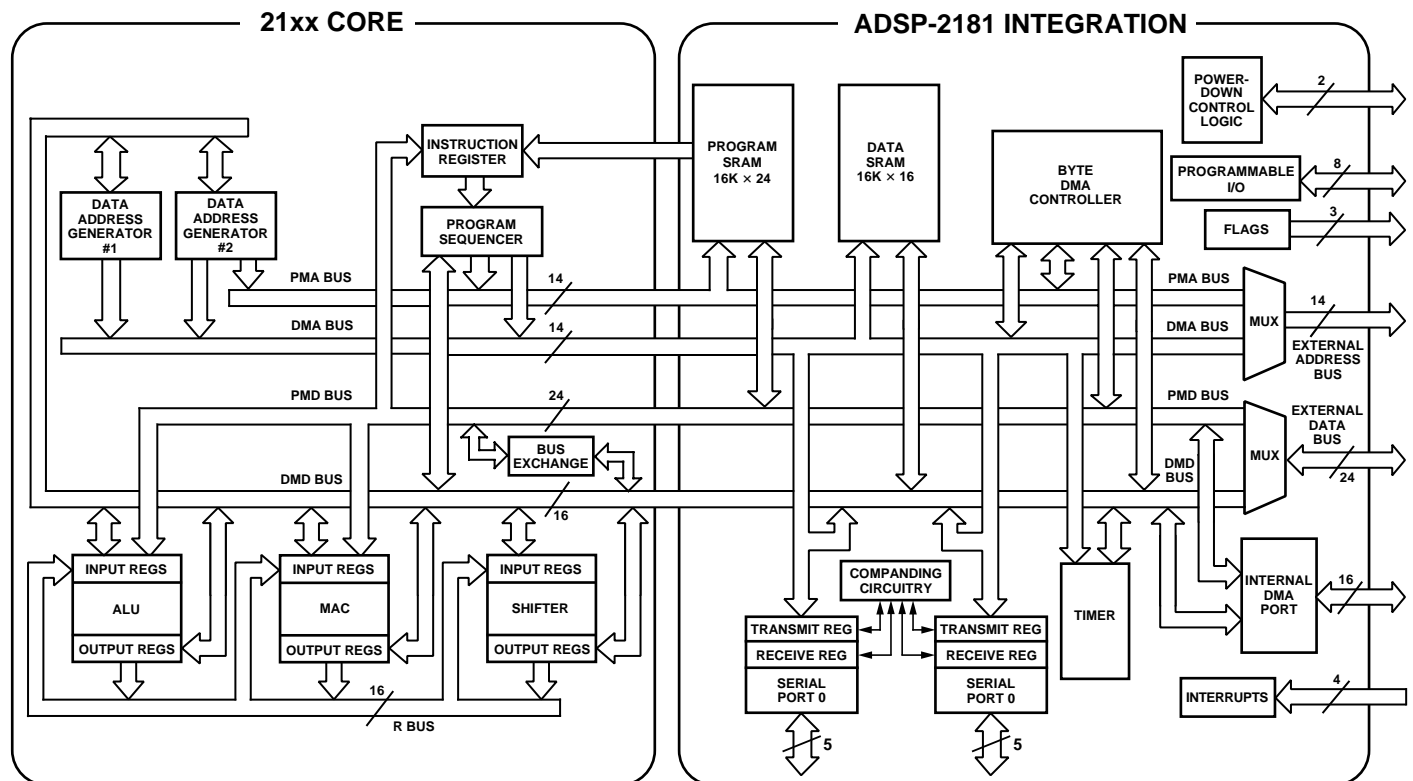 21xx CORE
ADSP-2181 INTEGRATION
POWER-
DOWN
CONTROL
LOGIC
2
INSTRUCTION
REGISTER
PROGRAM
SRAM
16K × 24
DATA
SRAM
16K × 16
BYTE
DMA
CONTROLLER
PROGRAMMABLE
I/O
8
DATA
ADDRESS
GENERATOR
#1
DATA
ADDRESS
GENERATOR
#2
PROGRAM
SEQUENCER
FLAGS
3
PMA BUS
14
PMA BUS
DMA BUS
14
DMA BUS
MUX
14
EXTERNAL
ADDRESS
BUS
PMD BUS
24
PMD BUS
EXTERNAL
DATA
BUS
BUS
EXCHANGE
DMD
BUS
MUX
24
DMD BUS
16
INPUT REGS
ALU
OUTPUT REGS
INPUT REGS
MAC
OUTPUT REGS
INPUT REGS
SHIFTER
OUTPUT REGS
COMPANDING
CIRCUITRY
TIMER
INTERNAL
DMA
PORT
16
TRANSMIT REG
RECEIVE REG
SERIAL
PORT 0
TRANSMIT REG
RECEIVE REG
SERIAL
PORT 0
16
R BUS
INTERRUPTS
4
5
5